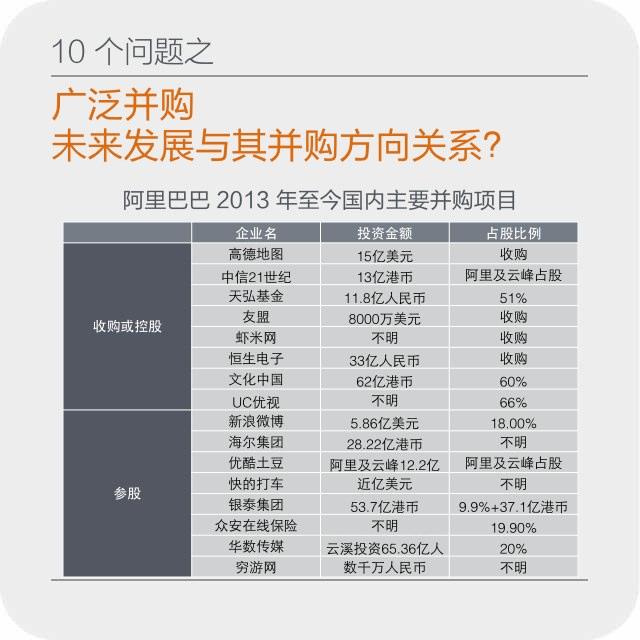 10 个问题之
广泛并购
未来发展与其并购方向关系?
阿里巴巴 2013 年至今国内主要并购项目
企业名 投资金额 占股比例
收购或控股
高德地图 15亿美元 收购
中信21世纪 13亿港币 阿里及云峰占股
天弘基金 11.8亿人民币 51%
友盟 8000万美元 收购
虾米网 不明 收购
恒生电子 33亿人民币 收购
文化中国 62亿港币 60%
UC优视 不明 66%
参股
新浪微博 5.86亿美元 18.00%
海尔集团 28.22亿港币 不明
优酷土豆 阿里及云峰12.2亿 阿里及云峰占股
快的打车 近亿美元 不明
银泰集团 53.7亿港币 9.9%+37.1亿港币
众安在线保险 不明 19.90%
华数传媒 云溪投资65.36亿人 20%
穷游网 数千万人民币 不明